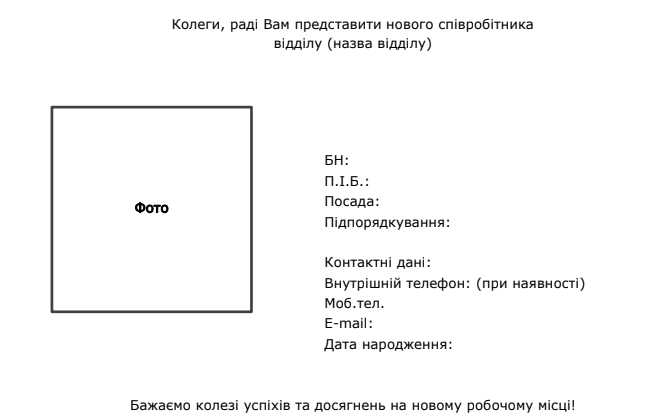 Колеги, раді Вам представити нового співробітника
відділу (назва відділу)
Фото
БН:
П.І.Б.:
Посада:
Підпорядкування:
Контактні дані:
Внутрішній телефон: (при наявності)
Моб.тел.
E-mail:
Дата народження:
Бажаємо колезі успіхів та досягнень на новому робочому місці!